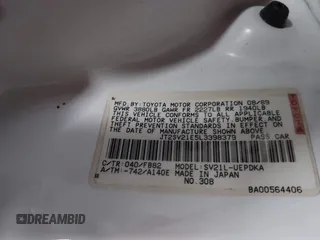 MFD BY:TOYOTA MOTOR CORPORATION 08/89
GVWR 3880LB GAWR FR 2227LB RR 1940LB
THIS VEHICLE CONFORMS TO ALL APPLICABLE
FEDERAL MOTOR VEHICLE SAFETY, BUMPER, AND
THEFT PREVENTION STANDARDS IN EFFECT ON THE
DATE OF MANUFACTURE SHOWN ABOVE.
JT2SV21E5L3398379 PASS CAR
C/TR:040/FB82 MODEL:SV21L-UEPDKA
A/TM:-742/A140E MADE IN JAPAN
NO.308
BA00564406
DREAMBID